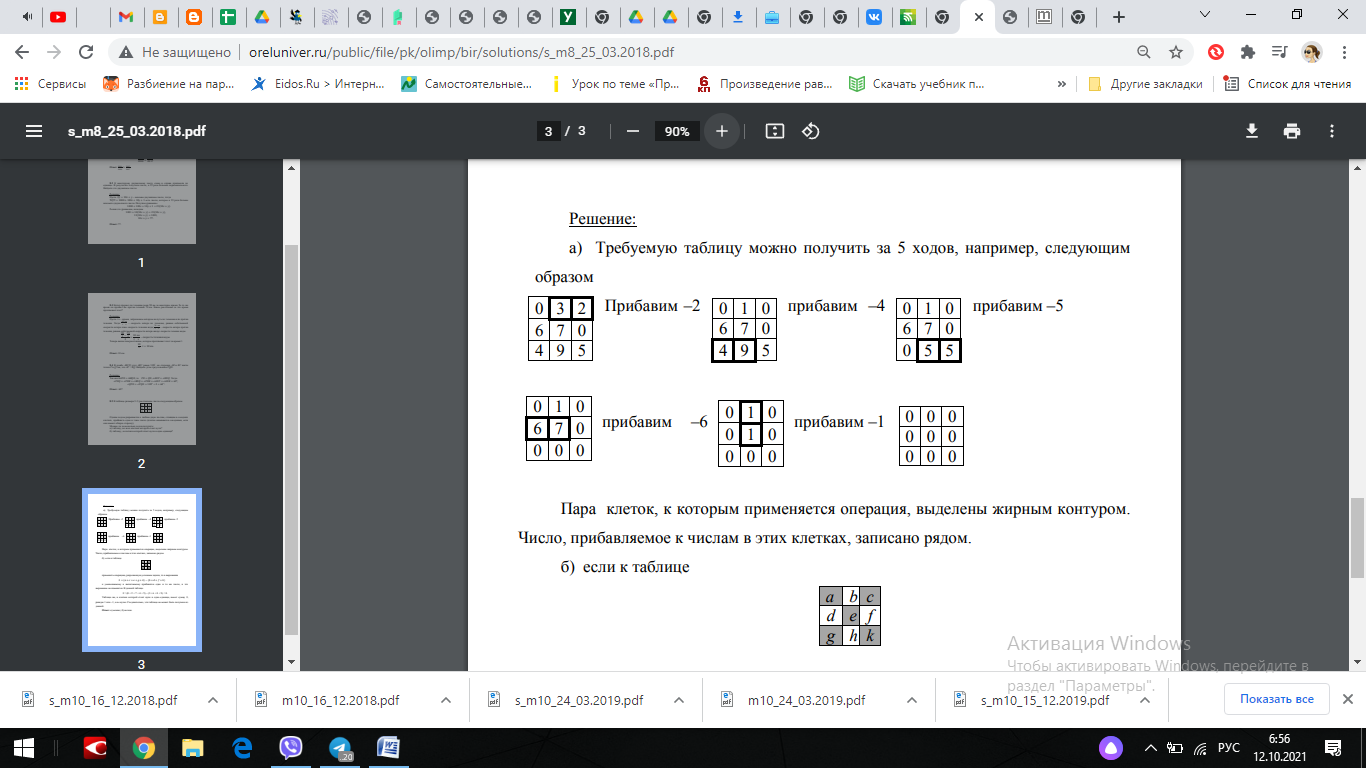 Не защищено
oreluniver.ru/public/file/pk/olimp/bir/solutions/s_m8_25_03.2018.pdf
Сервисы
Разбиение на пар...
Eidos.Ru > Интерн...
Самостоятельные...
Урок по теме «Пр...
Произведение рав...
Скачать учебник п...
»
Другие закладки
Список для чтения
s_m8_25_03.2018.pdf
3 / 3
90%
1
2
3
Решение:
а) Требуемую таблицу можно получить за 5 ходов, например, следующим
образом
0 3 2
6 7 0
4 9 5
Прибавим –2
0 1 0
6 7 0
4 9 5
прибавим –4
0 1 0
6 7 0
0 5 5
прибавим –5
0 1 0
6 7 0
0 0 0
прибавим –6
0 1 0
0 1 0
0 0 0
прибавим –1
0 0 0
0 0 0
0 0 0
Пара клеток, к которым применяется операция, выделены жирным контуром.
Число, прибавляемое к числам в этих клетках, записано рядом.
б) если к таблице
a b c
d e f
g h k
Активация Windows
Чтобы активировать Windows, перейдите в
раздел "Параметры".
s_m10_16_12.2018.pdf
m10_16_12.2018.pdf
s_m10_24_03.2019.pdf
m10_24_03.2019.pdf
s_m10_15_12.2019.pdf
Показать все
20
РУС
6:56
12.10.2021